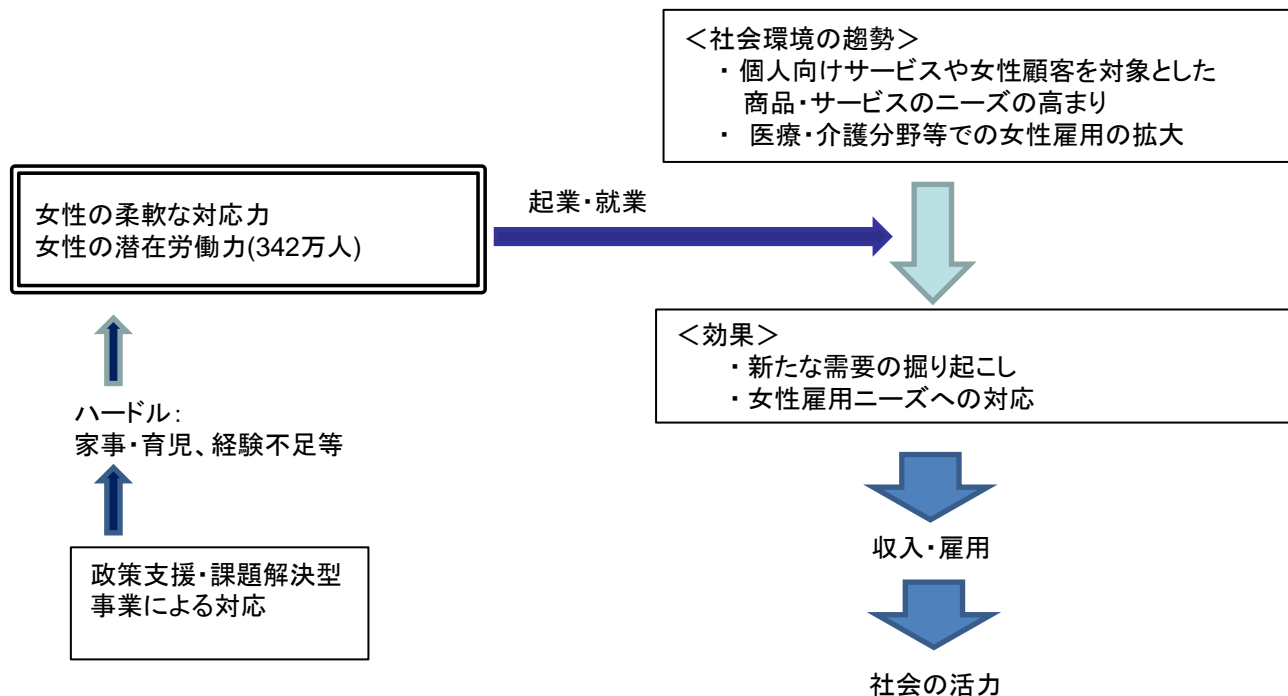 <社会環境の趨勢>
・ 個人向けサービスや女性顧客を対象とした
商品・サービスのニーズの高まり
・ 医療・介護分野等での女性雇用の拡大
女性の柔軟な対応力
女性の潜在労働力(342万人)
起業・就業
<効果>
・新たな需要の掘り起こし
・女性雇用ニーズへの対応
ハードル:
家事・育児、経験不足等
政策支援・課題解決型
事業による対応
収入・雇用
社会の活力